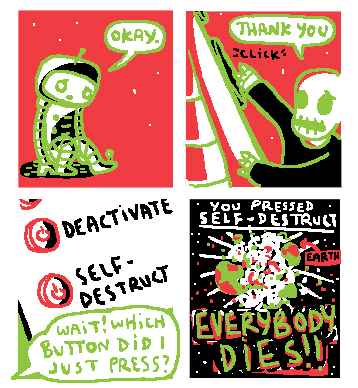 OKAY.
THANK YOU
*CLICK*
DEACTIVATE
SELF-
DESTRUCT
WAIT! WHICH
BUTTON DID I
JUST PRESS?
YOU PRESSED
SELF-DESTRUCT
EARTH
EVERYBODY
DIES!!